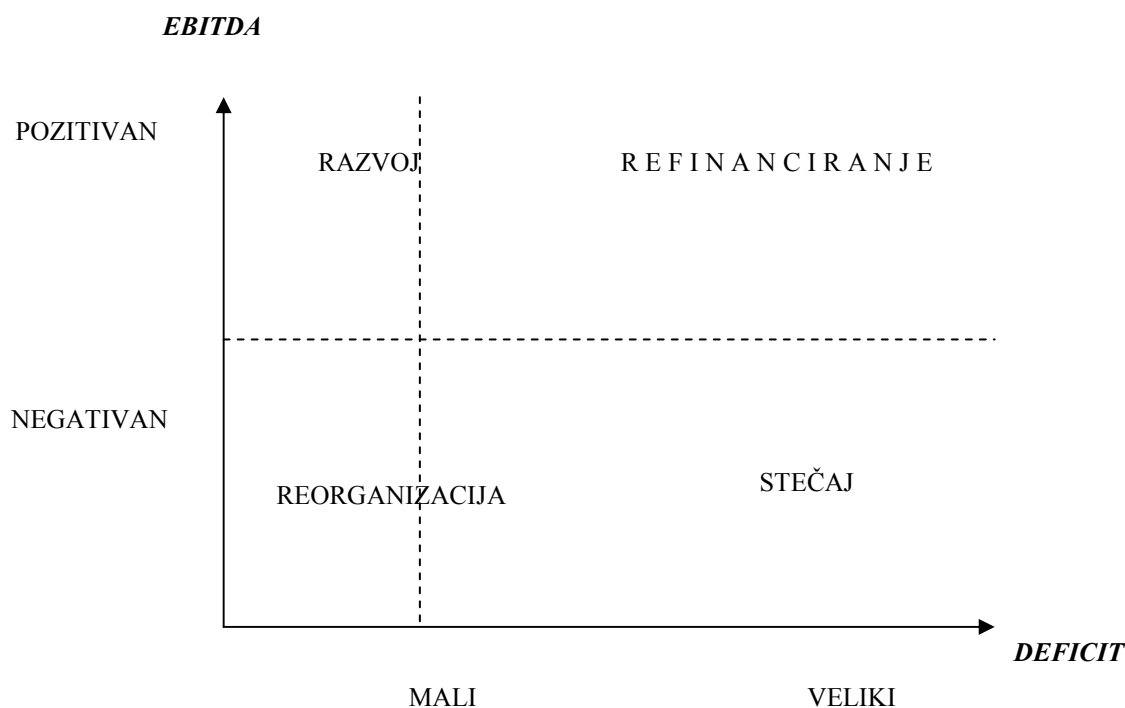 EBITDA
POZITIVAN
RAZVOJ
R E F I N A N C I R A N J E
NEGATIVAN
REORGANIZACIJA
STEČAJ
DEFICIT
MALI
VELIKI